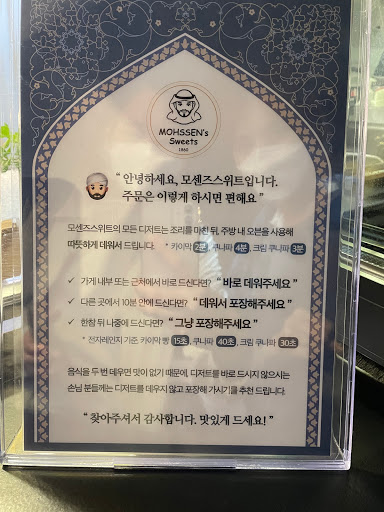 MOHSSEN's
Sweets
1960
“ 안녕하세요, 모센즈스위트입니다.
주문은 이렇게 하시면 편해요 ”
모센즈스위트의 모든 디저트는 조리를 마친 뒤, 주방 내 오븐을 사용해
따뜻하게 데워서 드립니다. * 카이막 2분, 쿠나파 4분, 크림 쿠나파 3분
✓ 가게 내부 또는 근처에서 바로 드신다면? “ 바로 데워주세요 ”
✓ 다른 곳에서 10분 안에 드신다면? “ 데워서 포장해주세요 ”
✓ 한참 뒤 나중에 드신다면? “ 그냥 포장해주세요 ”
* 전자레인지 기준 카이막 빵 15초, 쿠나파 40초, 크림 쿠나파 30초
음식을 두 번 데우면 맛이 없기 때문에, 디저트를 바로 드시지 않으시는
손님 분들께는 디저트를 데우지 않고 포장해 가시기를 추천 드립니다.
“ 찾아주셔서 감사합니다. 맛있게 드세요! ”